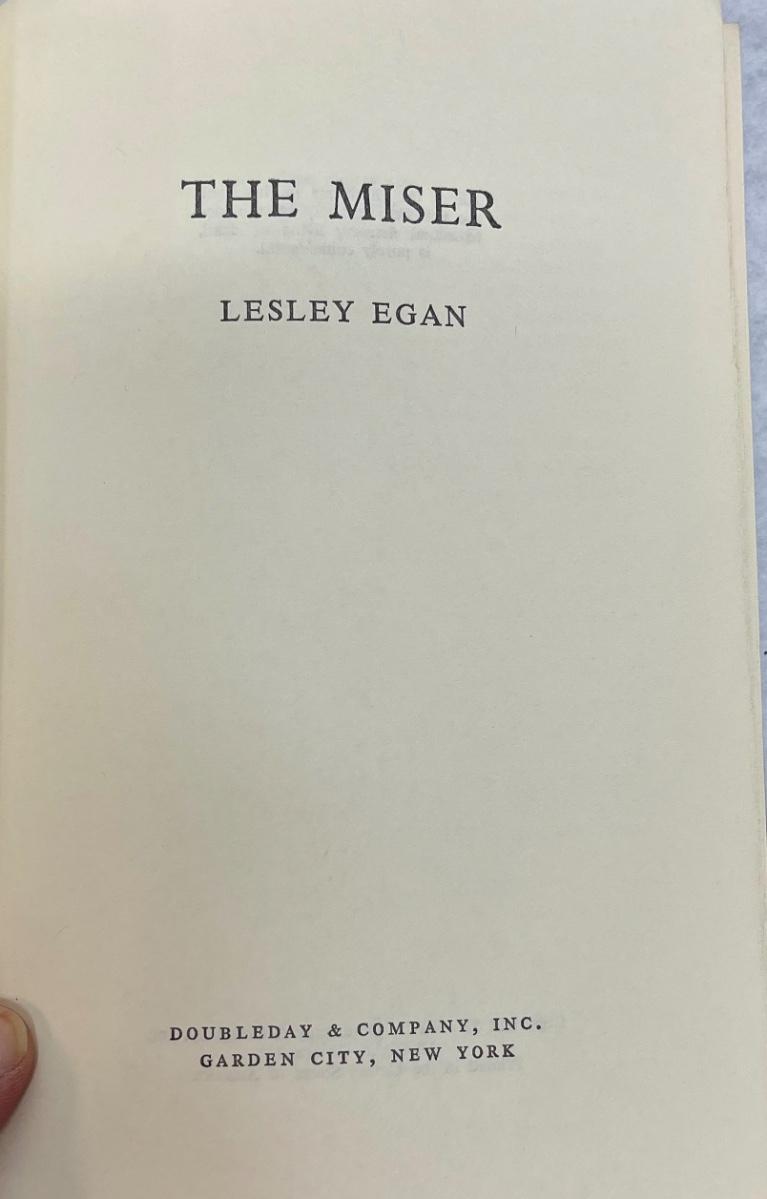 THE MISER
LESLEY EGAN
DOUBLEDAY & COMPANY, INC.
GARDEN CITY, NEW YORK